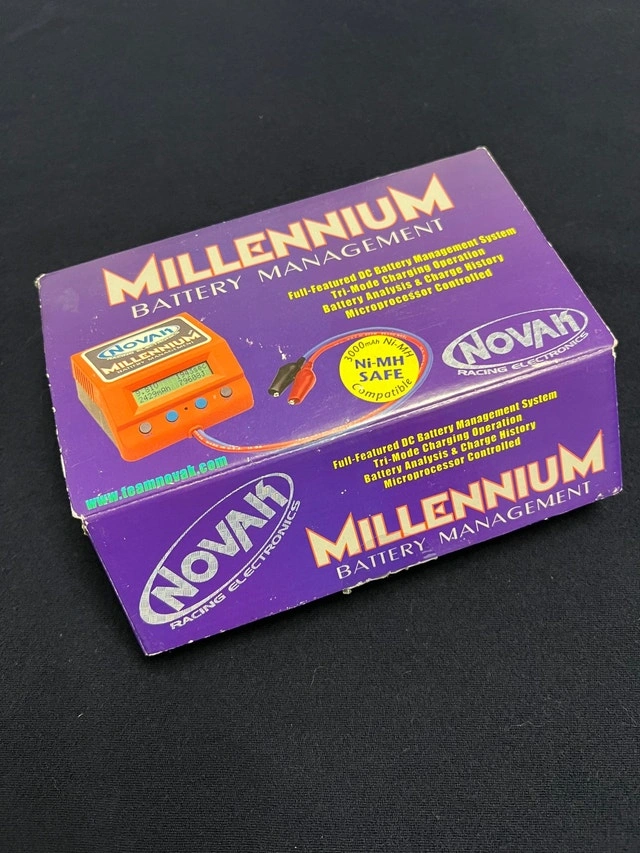 MILLENNIUM
BATTERY MANAGEMENT
Full-Featured DC Battery Management System
Tri-Mode Charging Operation
Battery Analysis & Charge History
Microprocessor Controlled
NOVAK
MILLENNIUM
BATTERY MANAGEMENT
3000mAh Ni-MH
Ni-MH
SAFE
Compatible
NOVAK
RACING ELECTRONICS
www.teamnovak.com
Full-Featured DC Battery Management System
Tri-Mode Charging Operation
Battery Analysis & Charge History
Microprocessor Controlled
NOVAK
RACING ELECTRONICS
MILLENNIUM
BATTERY MANAGEMENT